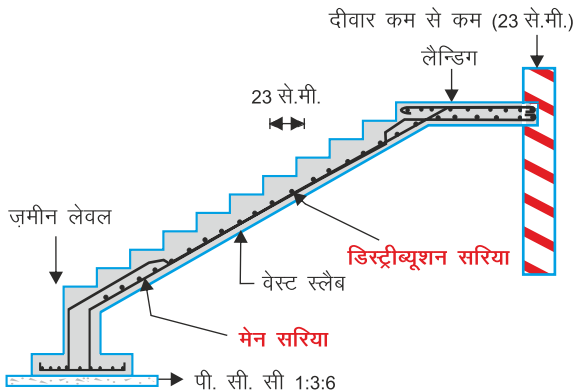 दीवार कम से कम (23 से.मी.)
लैन्डिग
23 से.मी.
ज़मीन लेवल
डिस्ट्रीब्यूशन सरिया
वेस्ट स्लैब
मेन सरिया
पी. सी. सी 1:3:6